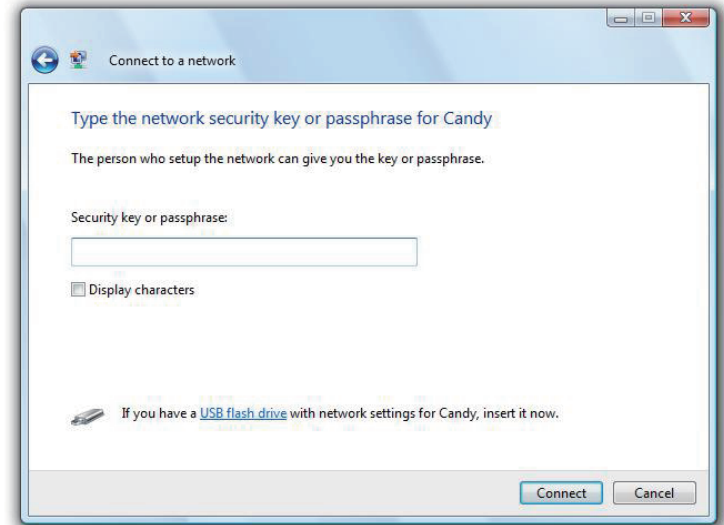 Connect to a network
Type the network security key or passphrase for Candy
The person who setup the network can give you the key or passphrase.
Security key or passphrase:
Display characters
If you have a USB flash drive with network settings for Candy, insert it now.
Connect Cancel